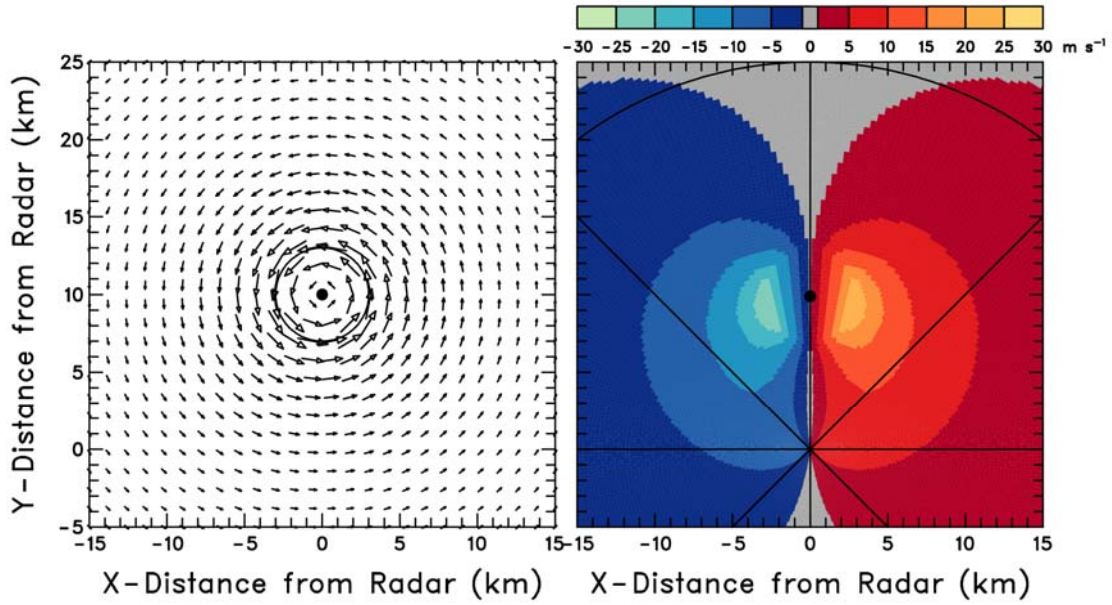 -30 -25 -20 -15 -10 -5 0 5 10 15 20 25 30 m s⁻¹
Y-Distance from Radar (km)
25
20
15
10
5
0
-5
-15 -10 -5 0 5 10 15
-15 -10 -5 0 5 10 15
X-Distance from Radar (km)
X-Distance from Radar (km)